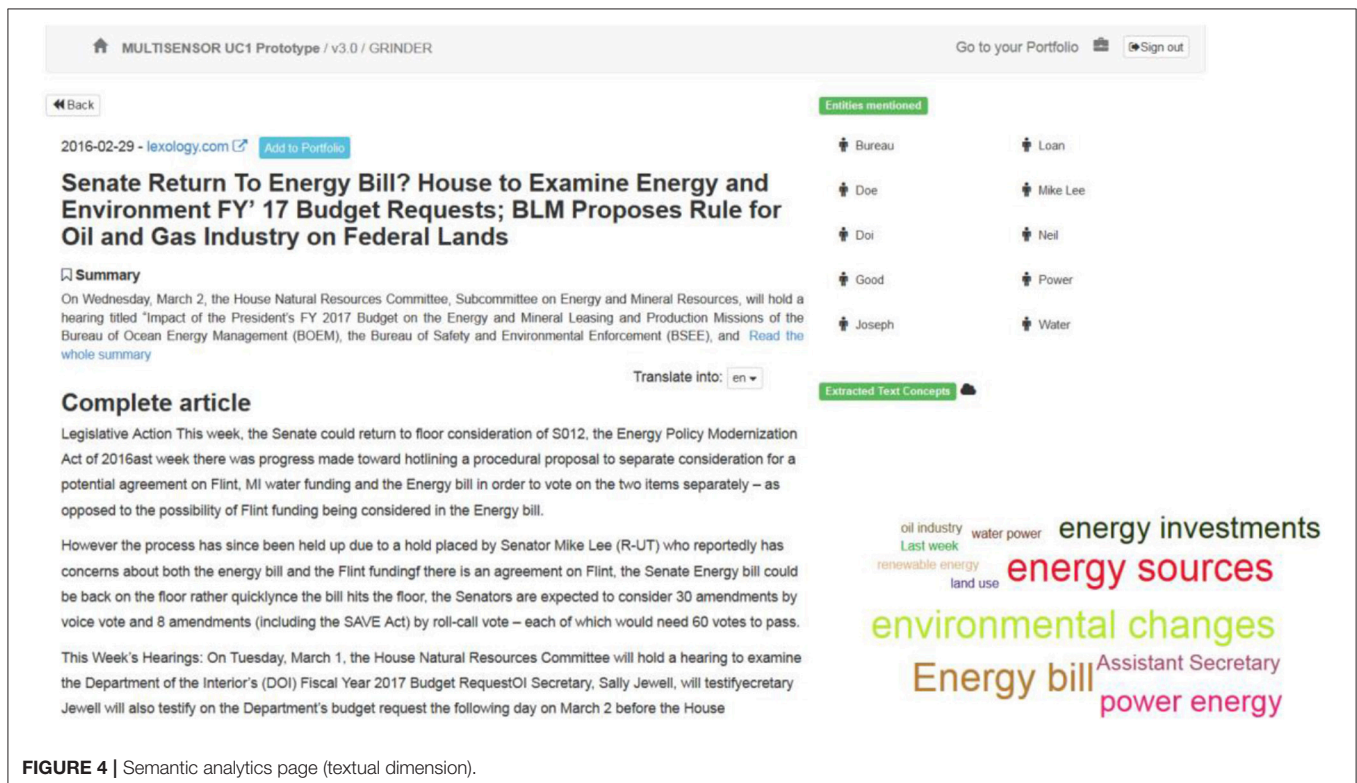 MULTISENSOR UC1 Prototype / v3.0 / GRINDER
Go to your Portfolio
Sign out
Back
2016-02-29 - lexology.com
Add to Portfolio
Senate Return To Energy Bill? House to Examine Energy and
Environment FY' 17 Budget Requests; BLM Proposes Rule for
Oil and Gas Industry on Federal Lands
Summary
On Wednesday, March 2, the House Natural Resources Committee, Subcommittee on Energy and Mineral Resources, will hold a
hearing titled "Impact of the President's FY 2017 Budget on the Energy and Mineral Leasing and Production Missions of the
Bureau of Ocean Energy Management (BOEM), the Bureau of Safety and Environmental Enforcement (BSEE), and Read the
whole summary
Translate into: en
Complete article
Legislative Action This week, the Senate could return to floor consideration of S012, the Energy Policy Modernization
Act of 2016ast week there was progress made toward hotlining a procedural proposal to separate consideration for a
potential agreement on Flint, MI water funding and the Energy bill in order to vote on the two items separately – as
opposed to the possibility of Flint funding being considered in the Energy bill.
However the process has since been held up due to a hold placed by Senator Mike Lee (R-UT) who reportedly has
concerns about both the energy bill and the Flint fundingf there is an agreement on Flint, the Senate Energy bill could
be back on the floor rather quicklynce the bill hits the floor, the Senators are expected to consider 30 amendments by
voice vote and 8 amendments (including the SAVE Act) by roll-call vote – each of which would need 60 votes to pass.
This Week's Hearings: On Tuesday, March 1, the House Natural Resources Committee will hold a hearing to examine
the Department of the Interior's (DOI) Fiscal Year 2017 Budget RequestOI Secretary, Sally Jewell, will testifyecretary
Jewell will also testify on the Department's budget request the following day on March 2 before the House
Entities mentioned
Bureau
Loan
Doe
Mike Lee
Doi
Neil
Good
Power
Joseph
Water
Extracted Text Concepts
oil industry
water power
energy investments
Last week
renewable energy
land use
energy sources
environmental changes
Energy bill
Assistant Secretary
power energy
FIGURE 4 | Semantic analytics page (textual dimension).